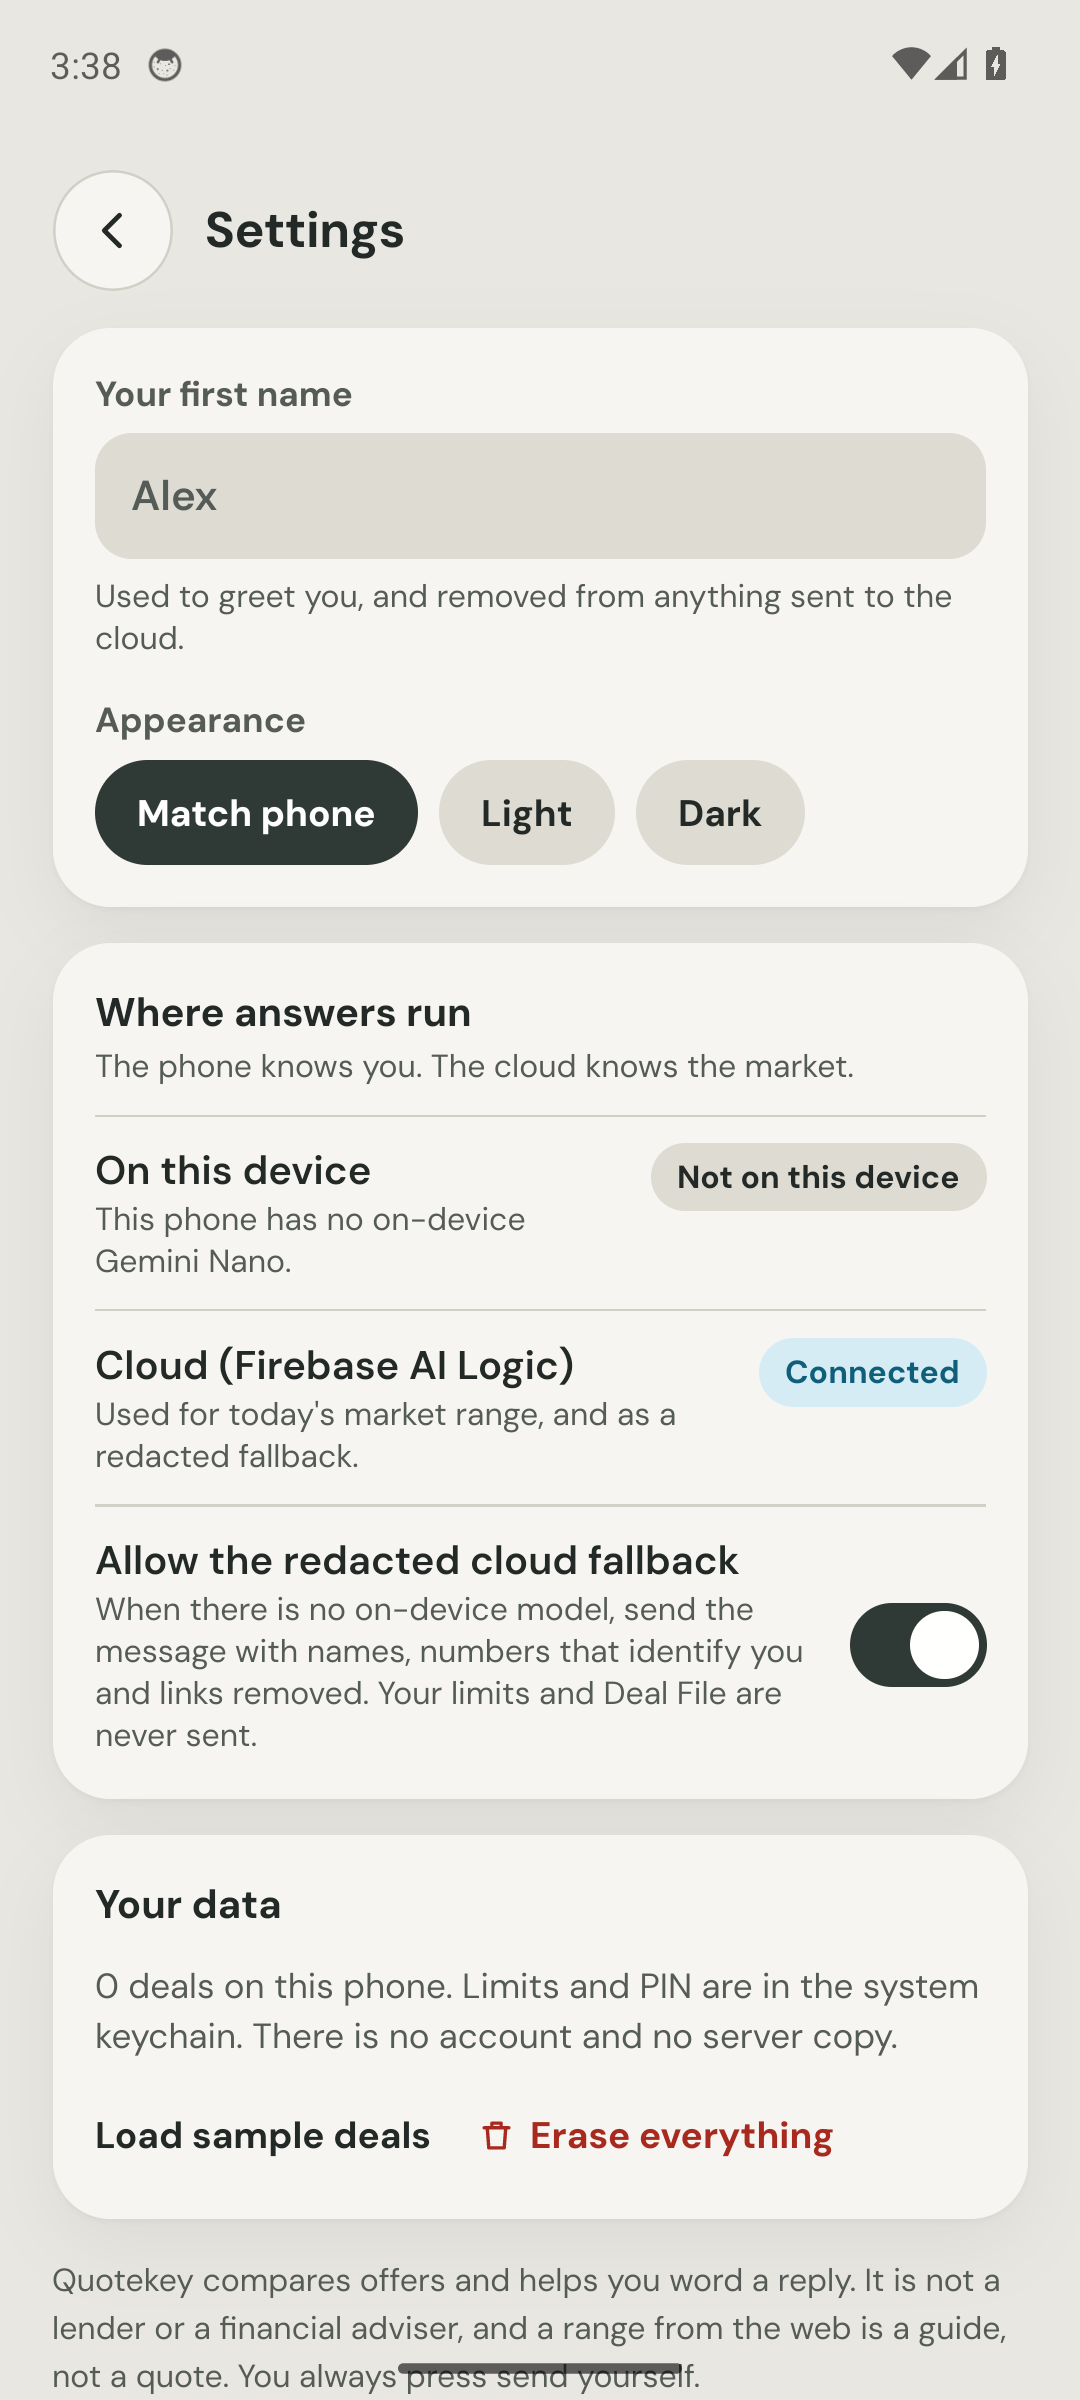 3:38
Settings
Your first name
Alex
Used to greet you, and removed from anything sent to the
cloud.
Appearance
Match phone
Light
Dark
Where answers run
The phone knows you. The cloud knows the market.
On this device
Not on this device
This phone has no on-device
Gemini Nano.
Cloud (Firebase AI Logic)
Connected
Used for today's market range, and as a
redacted fallback.
Allow the redacted cloud fallback
When there is no on-device model, send the
message with names, numbers that identify you
and links removed. Your limits and Deal File are
never sent.
Your data
0 deals on this phone. Limits and PIN are in the system
keychain. There is no account and no server copy.
Load sample deals
Erase everything
Quotekey compares offers and helps you word a reply. It is not a
lender or a financial adviser, and a range from the web is a guide,
not a quote. You always press send yourself.